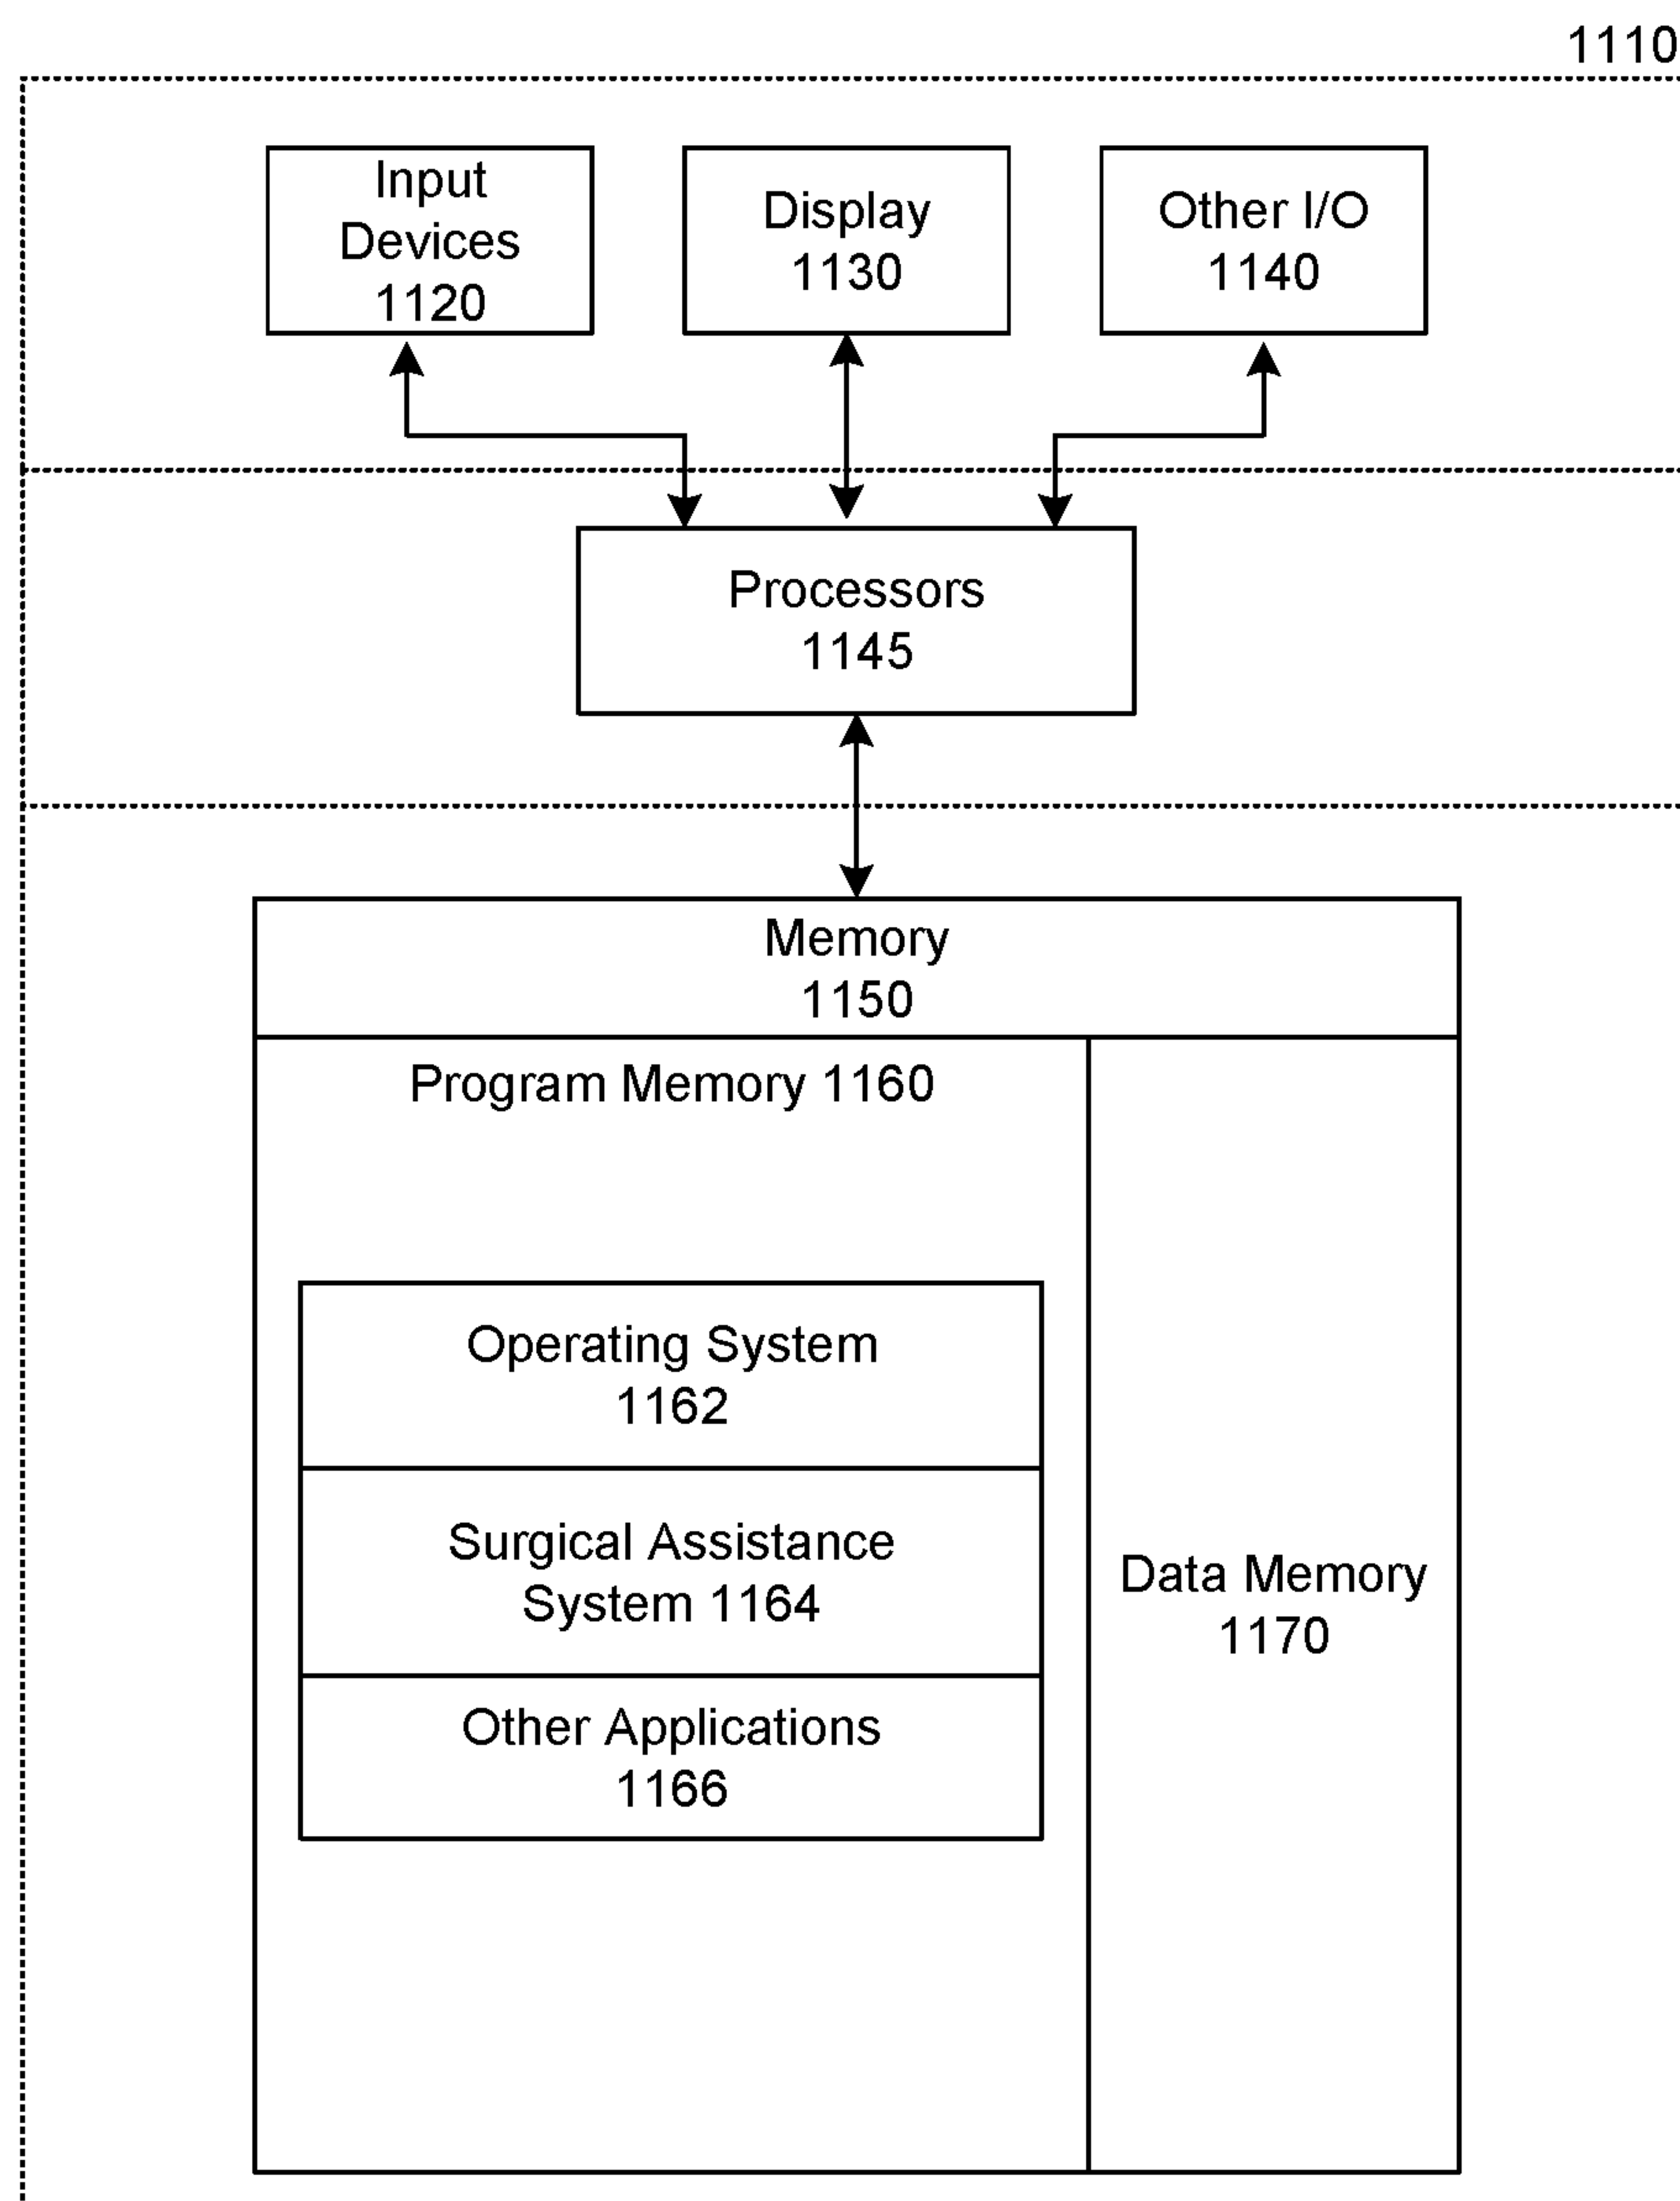 1110
Input
Devices
1120
Display
1130
Other I/O
1140
Processors
1145
Memory
1150
Program Memory 1160
Operating System
1162
Surgical Assistance
System 1164
Other Applications
1166
Data Memory
1170